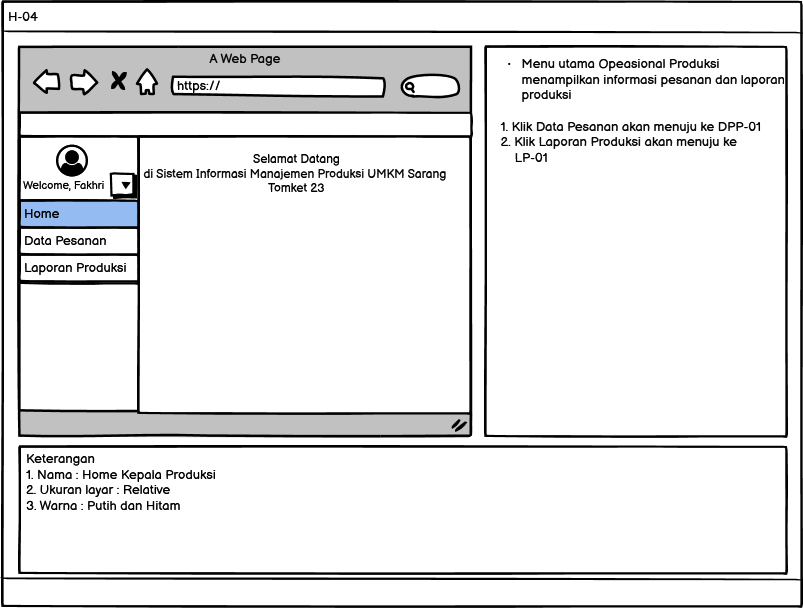 H-04
A Web Page
https://
Welcome, Fakhri
Home
Data Pesanan
Laporan Produksi
Selamat Datang
di Sistem Informasi Manajemen Produksi UMKM Sarang
Tomket 23
· Menu utama Opeasional Produksi
menampilkan informasi pesanan dan laporan
produksi
1. Klik Data Pesanan akan menuju ke DPP-01
2. Klik Laporan Produksi akan menuju ke
LP-01
Keterangan
1. Nama : Home Kepala Produksi
2. Ukuran layar : Relative
3. Warna : Putih dan Hitam